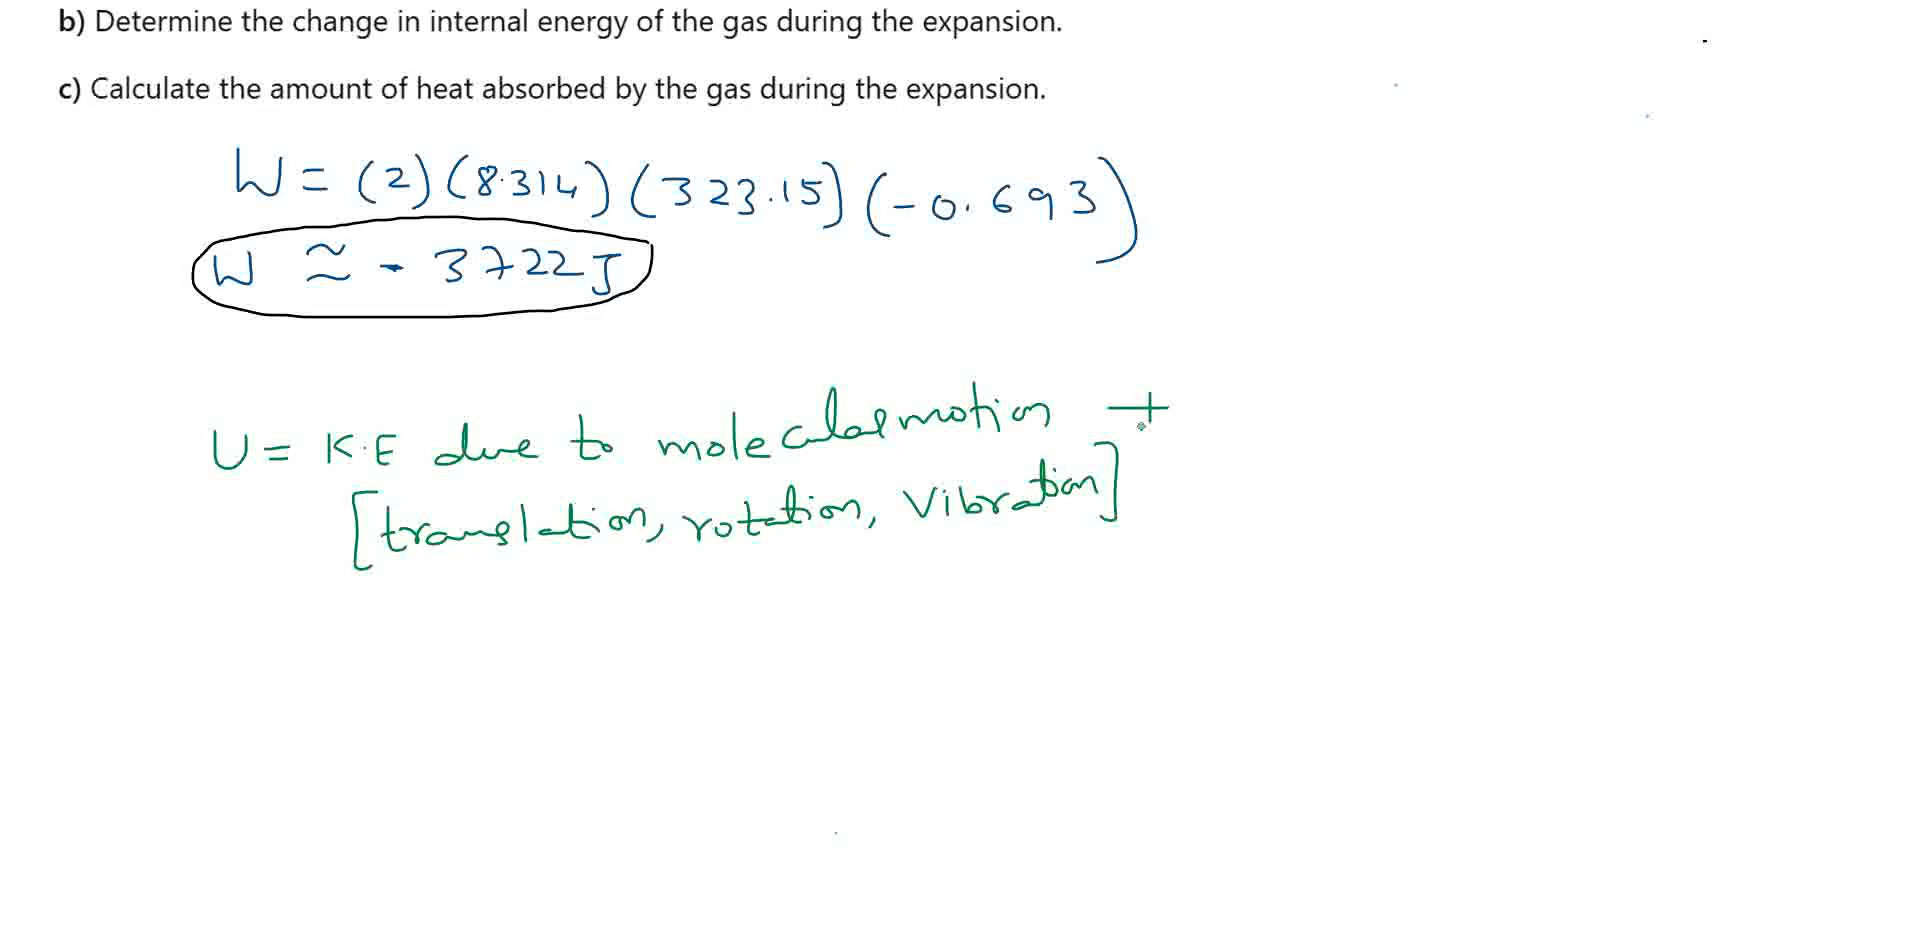 b) Determine the change in internal energy of the gas during the expansion.
c) Calculate the amount of heat absorbed by the gas during the expansion.
W = (2) (8.314) (323.15) (-0.693)
W ≈ - 3722 J
U = K.E due to molecular motion +
[translation, rotation, Vibration]